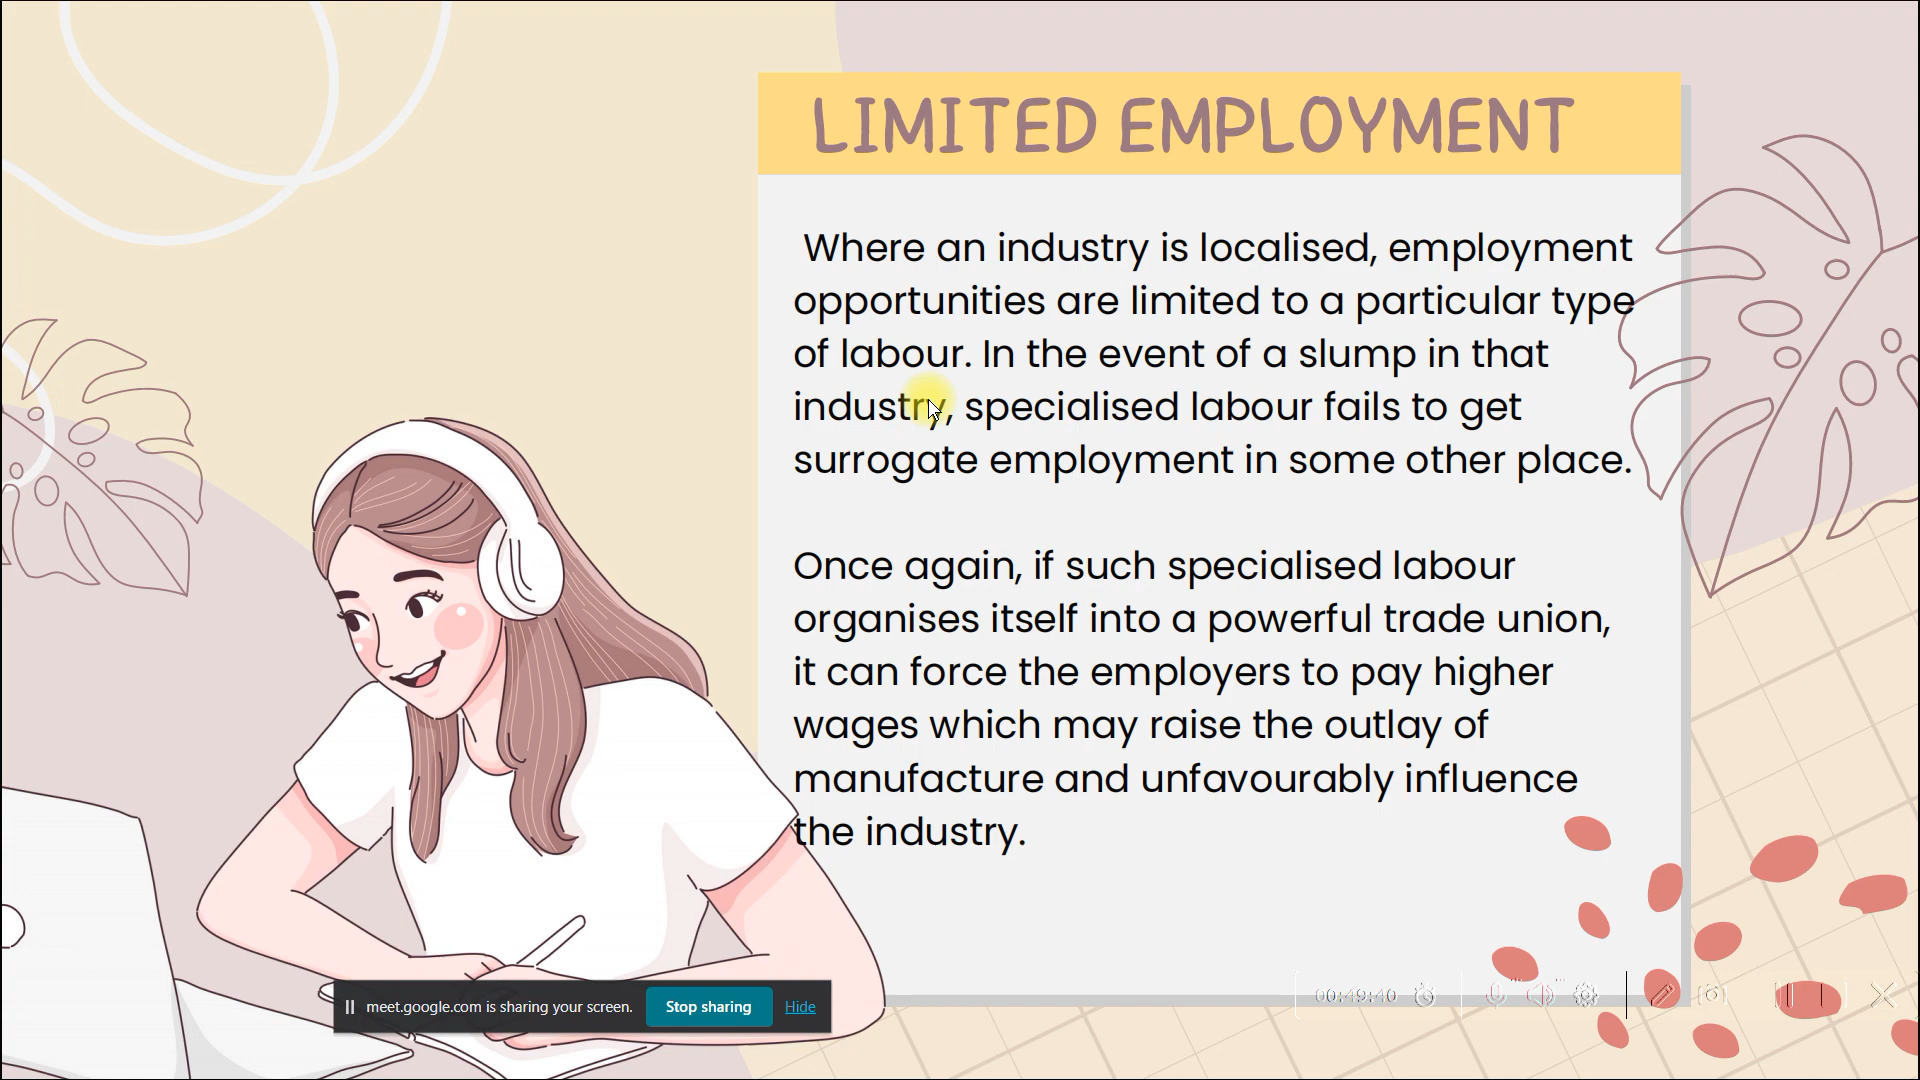 LIMITED EMPLOYMENT
Where an industry is localised, employment
opportunities are limited to a particular type
of labour. In the event of a slump in that
industry, specialised labour fails to get
surrogate employment in some other place.
Once again, if such specialised labour
organises itself into a powerful trade union,
it can force the employers to pay higher
wages which may raise the outlay of
manufacture and unfavourably influence
the industry.
meet.google.com is sharing your screen. Stop sharing Hide
00:49:40